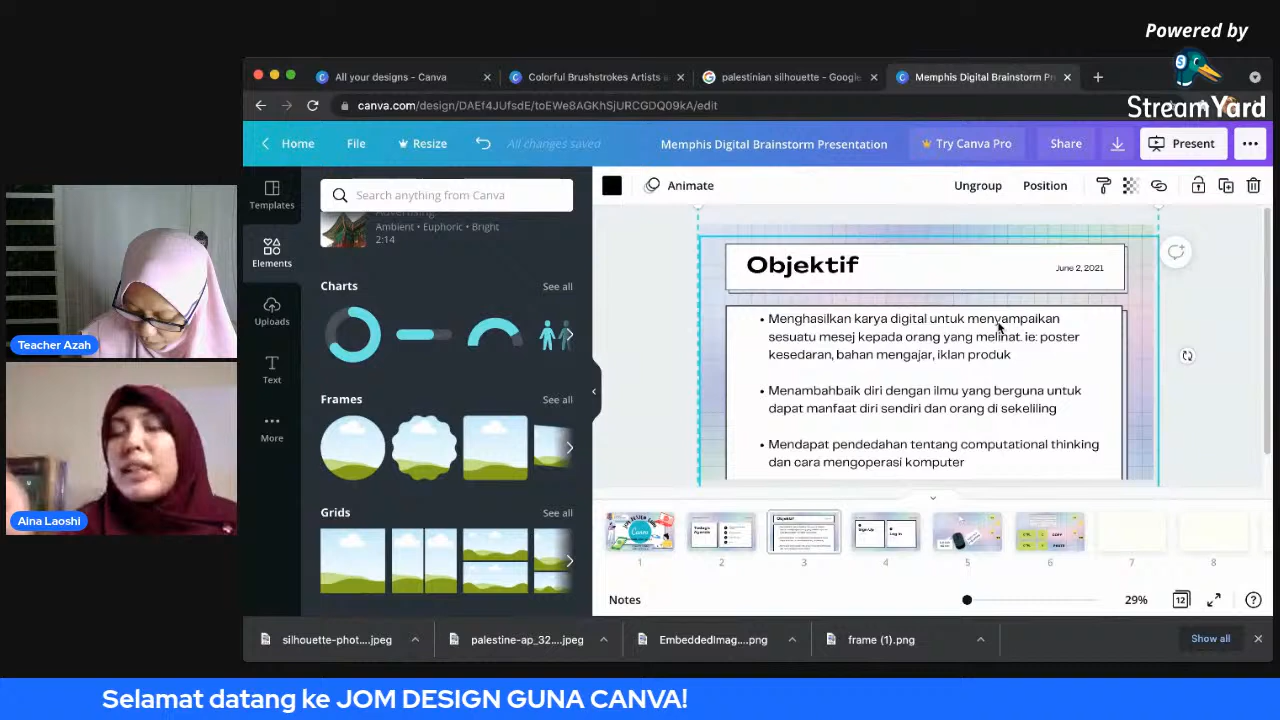 Powered by
StreamYard
All your designs - Canva
Colorful Brushstrokes Artists
palestinian silhouette - Google
Memphis Digital Brainstorm Pr
canva.com/design/DAEf4JUfsdE/toEWe8AGKhSjURCGDQ09kA/edit
Home File Resize All changes saved Memphis Digital Brainstorm Presentation Try Canva Pro Share Present
Templates
Elements
Uploads
Text
More
Search anything from Canva
Ambient • Euphoric • Bright
2:14
Charts See all
Frames See all
Grids See all
Animate Ungroup Position
Objektif
June 2, 2021
• Menghasilkan karya digital untuk menyampaikan
sesuatu mesej kepada orang yang melihat. ie: poster
kesedaran, bahan mengajar, iklan produk
• Menambahbaik diri dengan ilmu yang berguna untuk
dapat manfaat diri sendiri dan orang di sekeliling
• Mendapat pendedahan tentang computational thinking
dan cara mengoperasi komputer
1 2 3 4 5 6 7 8
Notes 29% 12
silhouette-phot....jpeg
palestine-ap_32....jpeg
EmbeddedImag....png
frame (1).png
Show all
Teacher Azah
Aina Laoshi
Selamat datang ke JOM DESIGN GUNA CANVA!